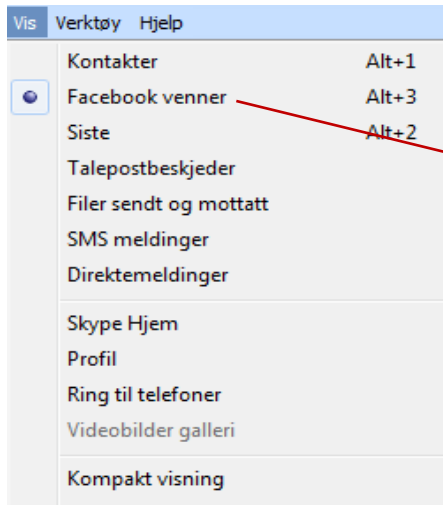 Vis Verktøy Hjelp
Kontakter Alt+1
Facebook venner Alt+3
Siste Alt+2
Talepostbeskjeder
Filer sendt og mottatt
SMS meldinger
Direktemeldinger
Skype Hjem
Profil
Ring til telefoner
Videobilder galleri
Kompakt visning